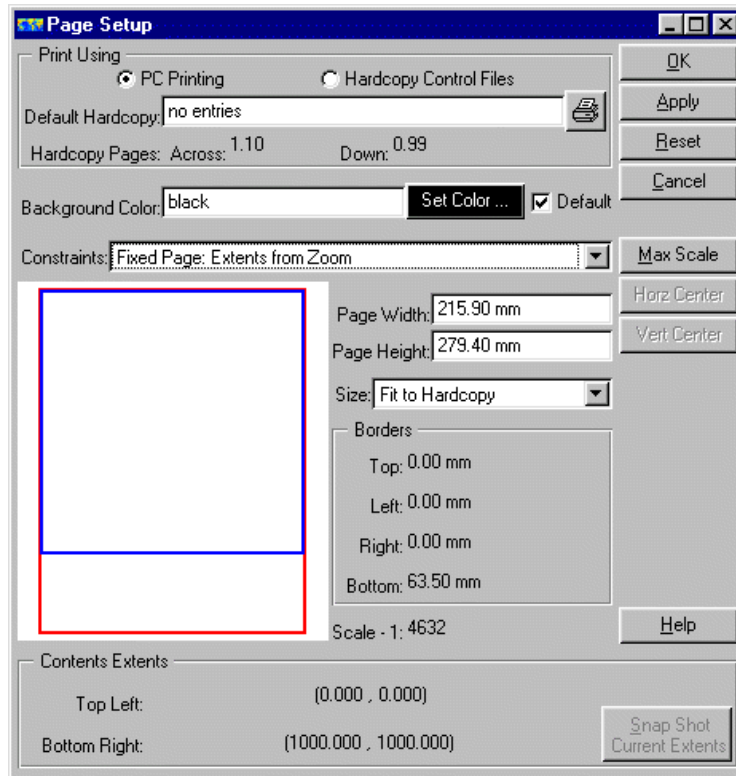 Page Setup
Print Using
PC Printing
Hardcopy Control Files
Default Hardcopy: no entries
Hardcopy Pages: Across: 1.10 Down: 0.99
Background Color: black Set Color ... Default
Constraints: Fixed Page: Extents from Zoom
Page Width: 215.90 mm
Page Height: 279.40 mm
Size: Fit to Hardcopy
Borders
Top: 0.00 mm
Left: 0.00 mm
Right: 0.00 mm
Bottom: 63.50 mm
Scale - 1: 4632
OK
Apply
Reset
Cancel
Max Scale
Horz Center
Vert Center
Help
Contents Extents
Top Left: (0.000 , 0.000)
Bottom Right: (1000.000 , 1000.000)
Snap Shot
Current Extents